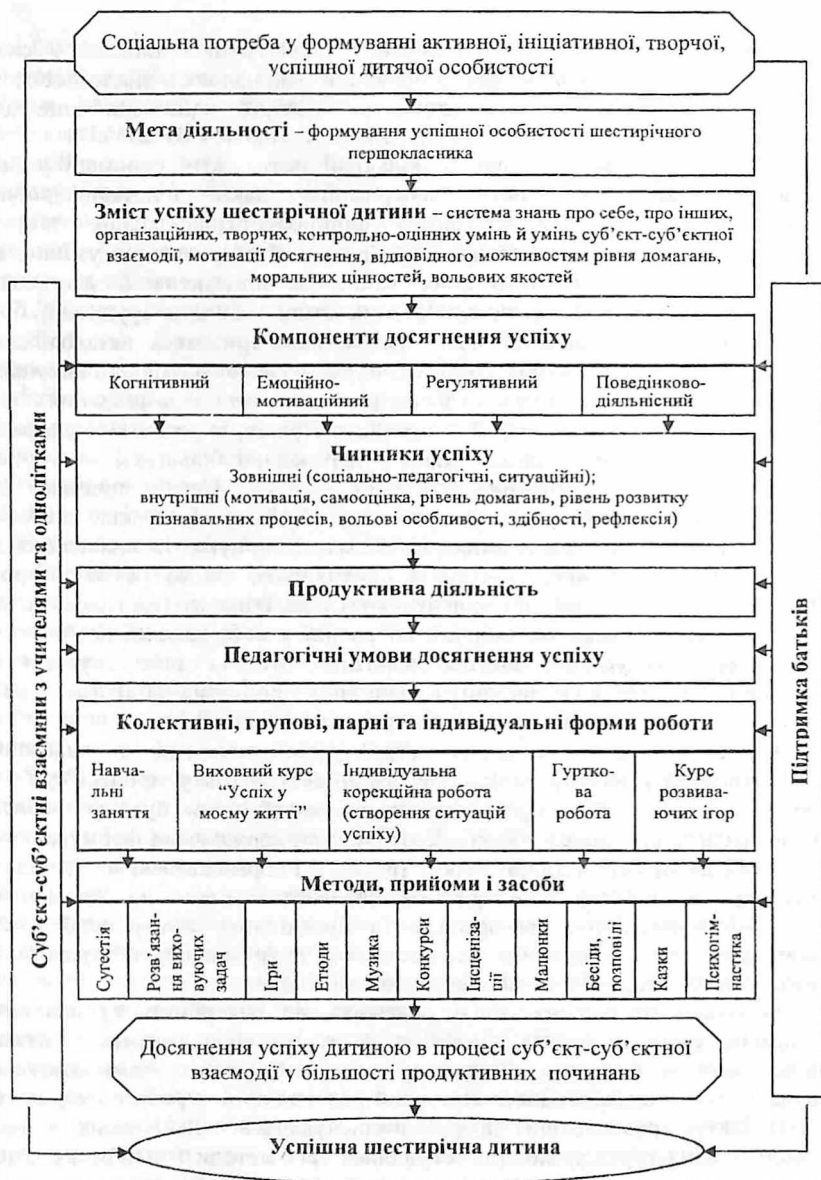 Соціальна потреба у формуванні активної, ініціативної, творчої,
успішної дитячої особистості
Мета діяльності – формування успішної особистості шестирічного
першокласника
Зміст успіху шестирічної дитини – система знань про себе, про інших,
організаційних, контрольно-оцінних умінь й умінь суб’єкт-суб’єктної
взаємодії, мотивації досягнення, відповідного можливостям рівня домагань,
моральних цінностей, вольових якостей
Компоненти досягнення успіху
Когнітивний
Емоційно-
мотиваційний
Регулятивний
Поведінково-
діяльнісний
Чинники успіху
Зовнішні (соціально-педагогічні, ситуаційні);
внутрішні (мотивація, самооцінка, рівень домагань, рівень розвитку
пізнавальних процесів, вольові особливості, здібності, рефлексія)
Продуктивна діяльність
Педагогічні умови досягнення успіху
Колективні, групові, парні та індивідуальні форми роботи
Навча-
льні
заняття
Виховний курс
“Успіх у
моєму житті”
Індивідуальна
корекційна робота
(створення ситуацій
успіху)
Гуртко-
ва
робота
Курс
розвива-
ючих ігор
Методи, прийоми і засоби
Сугестія
Розв’язан-
ня вихо-
вуючих
задач
Ігри
Етюди
Музика
Конкурси
Інсценіза-
ції
Малюнки
Бесіди,
розповіді
Казки
Психогім
настика
Досягнення успіху дитиною в процесі суб’єкт-суб’єктної
взаємодії у більшості продуктивних починань
Успішна шестирічна дитина
Суб’єкт-суб’єктні взаємини з учителями та однолітками
Підтримка батьків